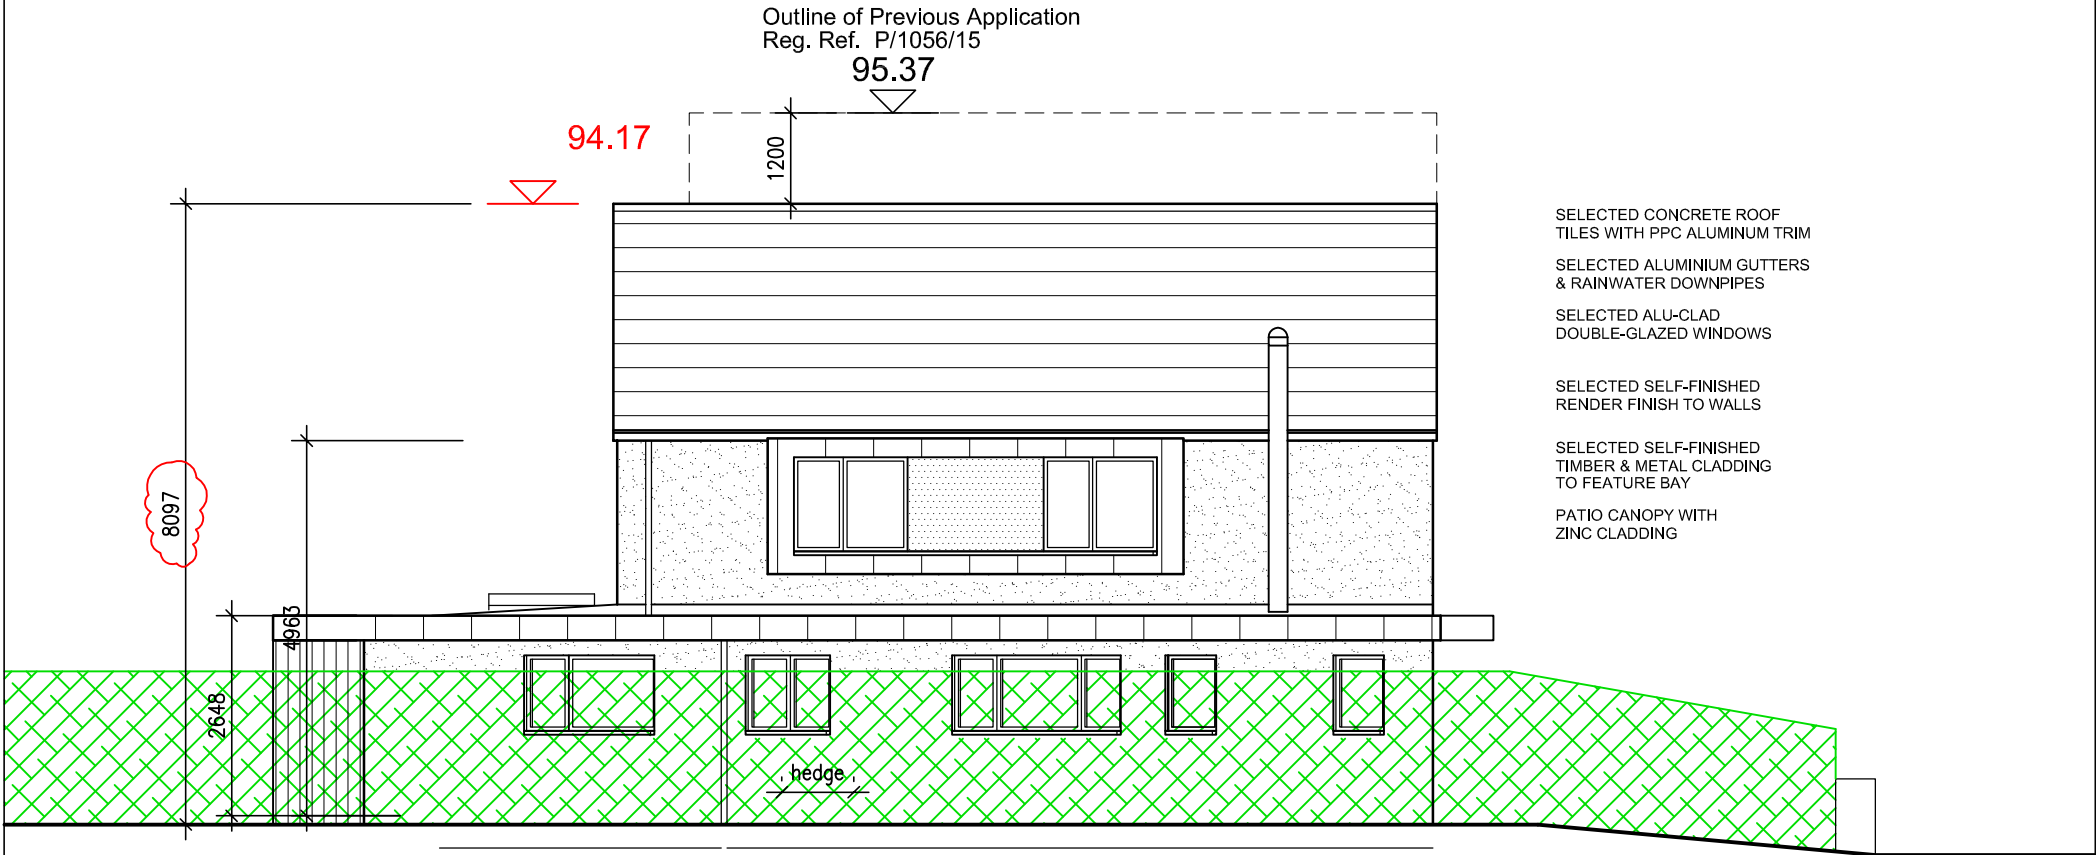 Outline of Previous Application
Reg. Ref. P/1056/15
95.37
94.17
1200
8097
4963
2648
hedge
SELECTED CONCRETE ROOF
TILES WITH PPC ALUMINUM TRIM
SELECTED ALUMINIUM GUTTERS
& RAINWATER DOWNPIPES
SELECTED ALU-CLAD
DOUBLE-GLAZED WINDOWS
SELECTED SELF-FINISHED
RENDER FINISH TO WALLS
SELECTED SELF-FINISHED
TIMBER & METAL CLADDING
TO FEATURE BAY
PATIO CANOPY WITH
ZINC CLADDING